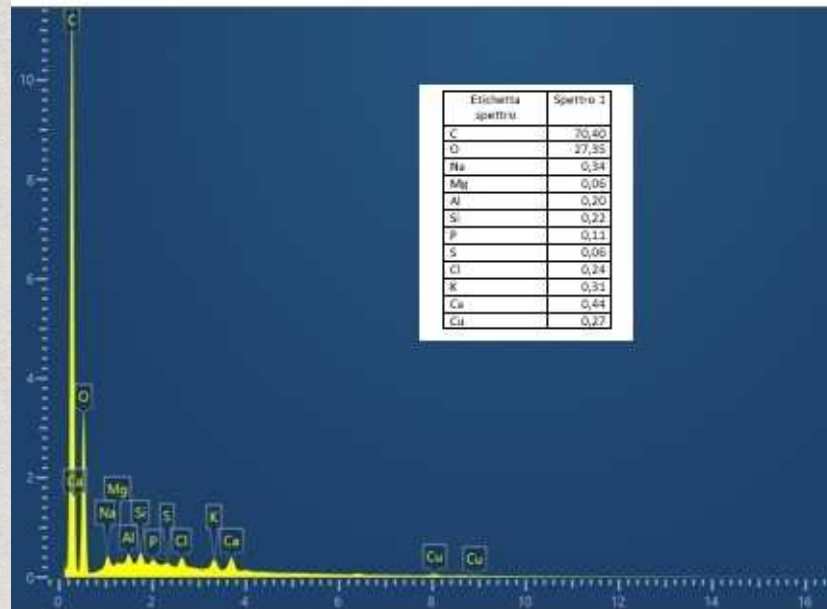 C
10
Etichetta spettro Spettro 1
C 70,40
O 27,35
Na 0,34
Mg 0,06
Al 0,20
Si 0,22
P 0,11
S 0,06
Cl 0,24
K 0,31
Ca 0,44
Cu 0,27
8
6
4
O
2
Ca Mg
Na Si S K
Al P Cl Ca
Cu Cu
0
0 2 4 6 8 10 12 14 16